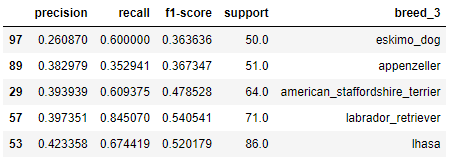 precision recall f1-score support breed_3
97 0.260870 0.600000 0.363636 50.0 eskimo_dog
89 0.382979 0.352941 0.367347 51.0 appenzeller
29 0.393939 0.609375 0.478528 64.0 american_staffordshire_terrier
57 0.397351 0.845070 0.540541 71.0 labrador_retriever
53 0.423358 0.674419 0.520179 86.0 lhasa